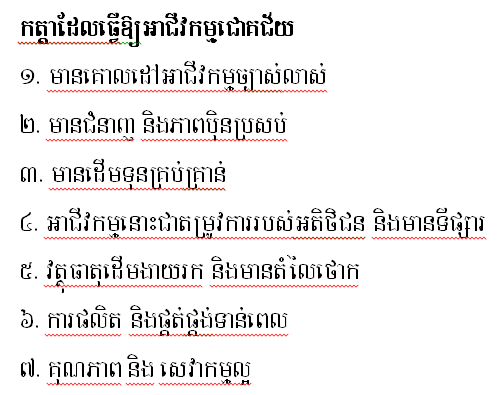 កត្តាដែលធ្វើឱ្យអាជីវកម្មជោគជ័យ
១. មានគោលដៅអាជីវកម្មច្បាស់លាស់
២. មានជំនាញ និងភាពប៉ិនប្រសប់
៣. មានដើមទុនគ្រប់គ្រាន់
៤. អាជីវកម្មនោះជាតម្រូវការរបស់អតិថិជន និងមានទីផ្សារ
៥. វត្ថុធាតុដើមងាយរក និងមានតំលៃថោក
៦. ការផលិត និងផ្គត់ផ្គង់ទាន់ពេល
៧. គុណភាព និង សេវាកម្មល្អ